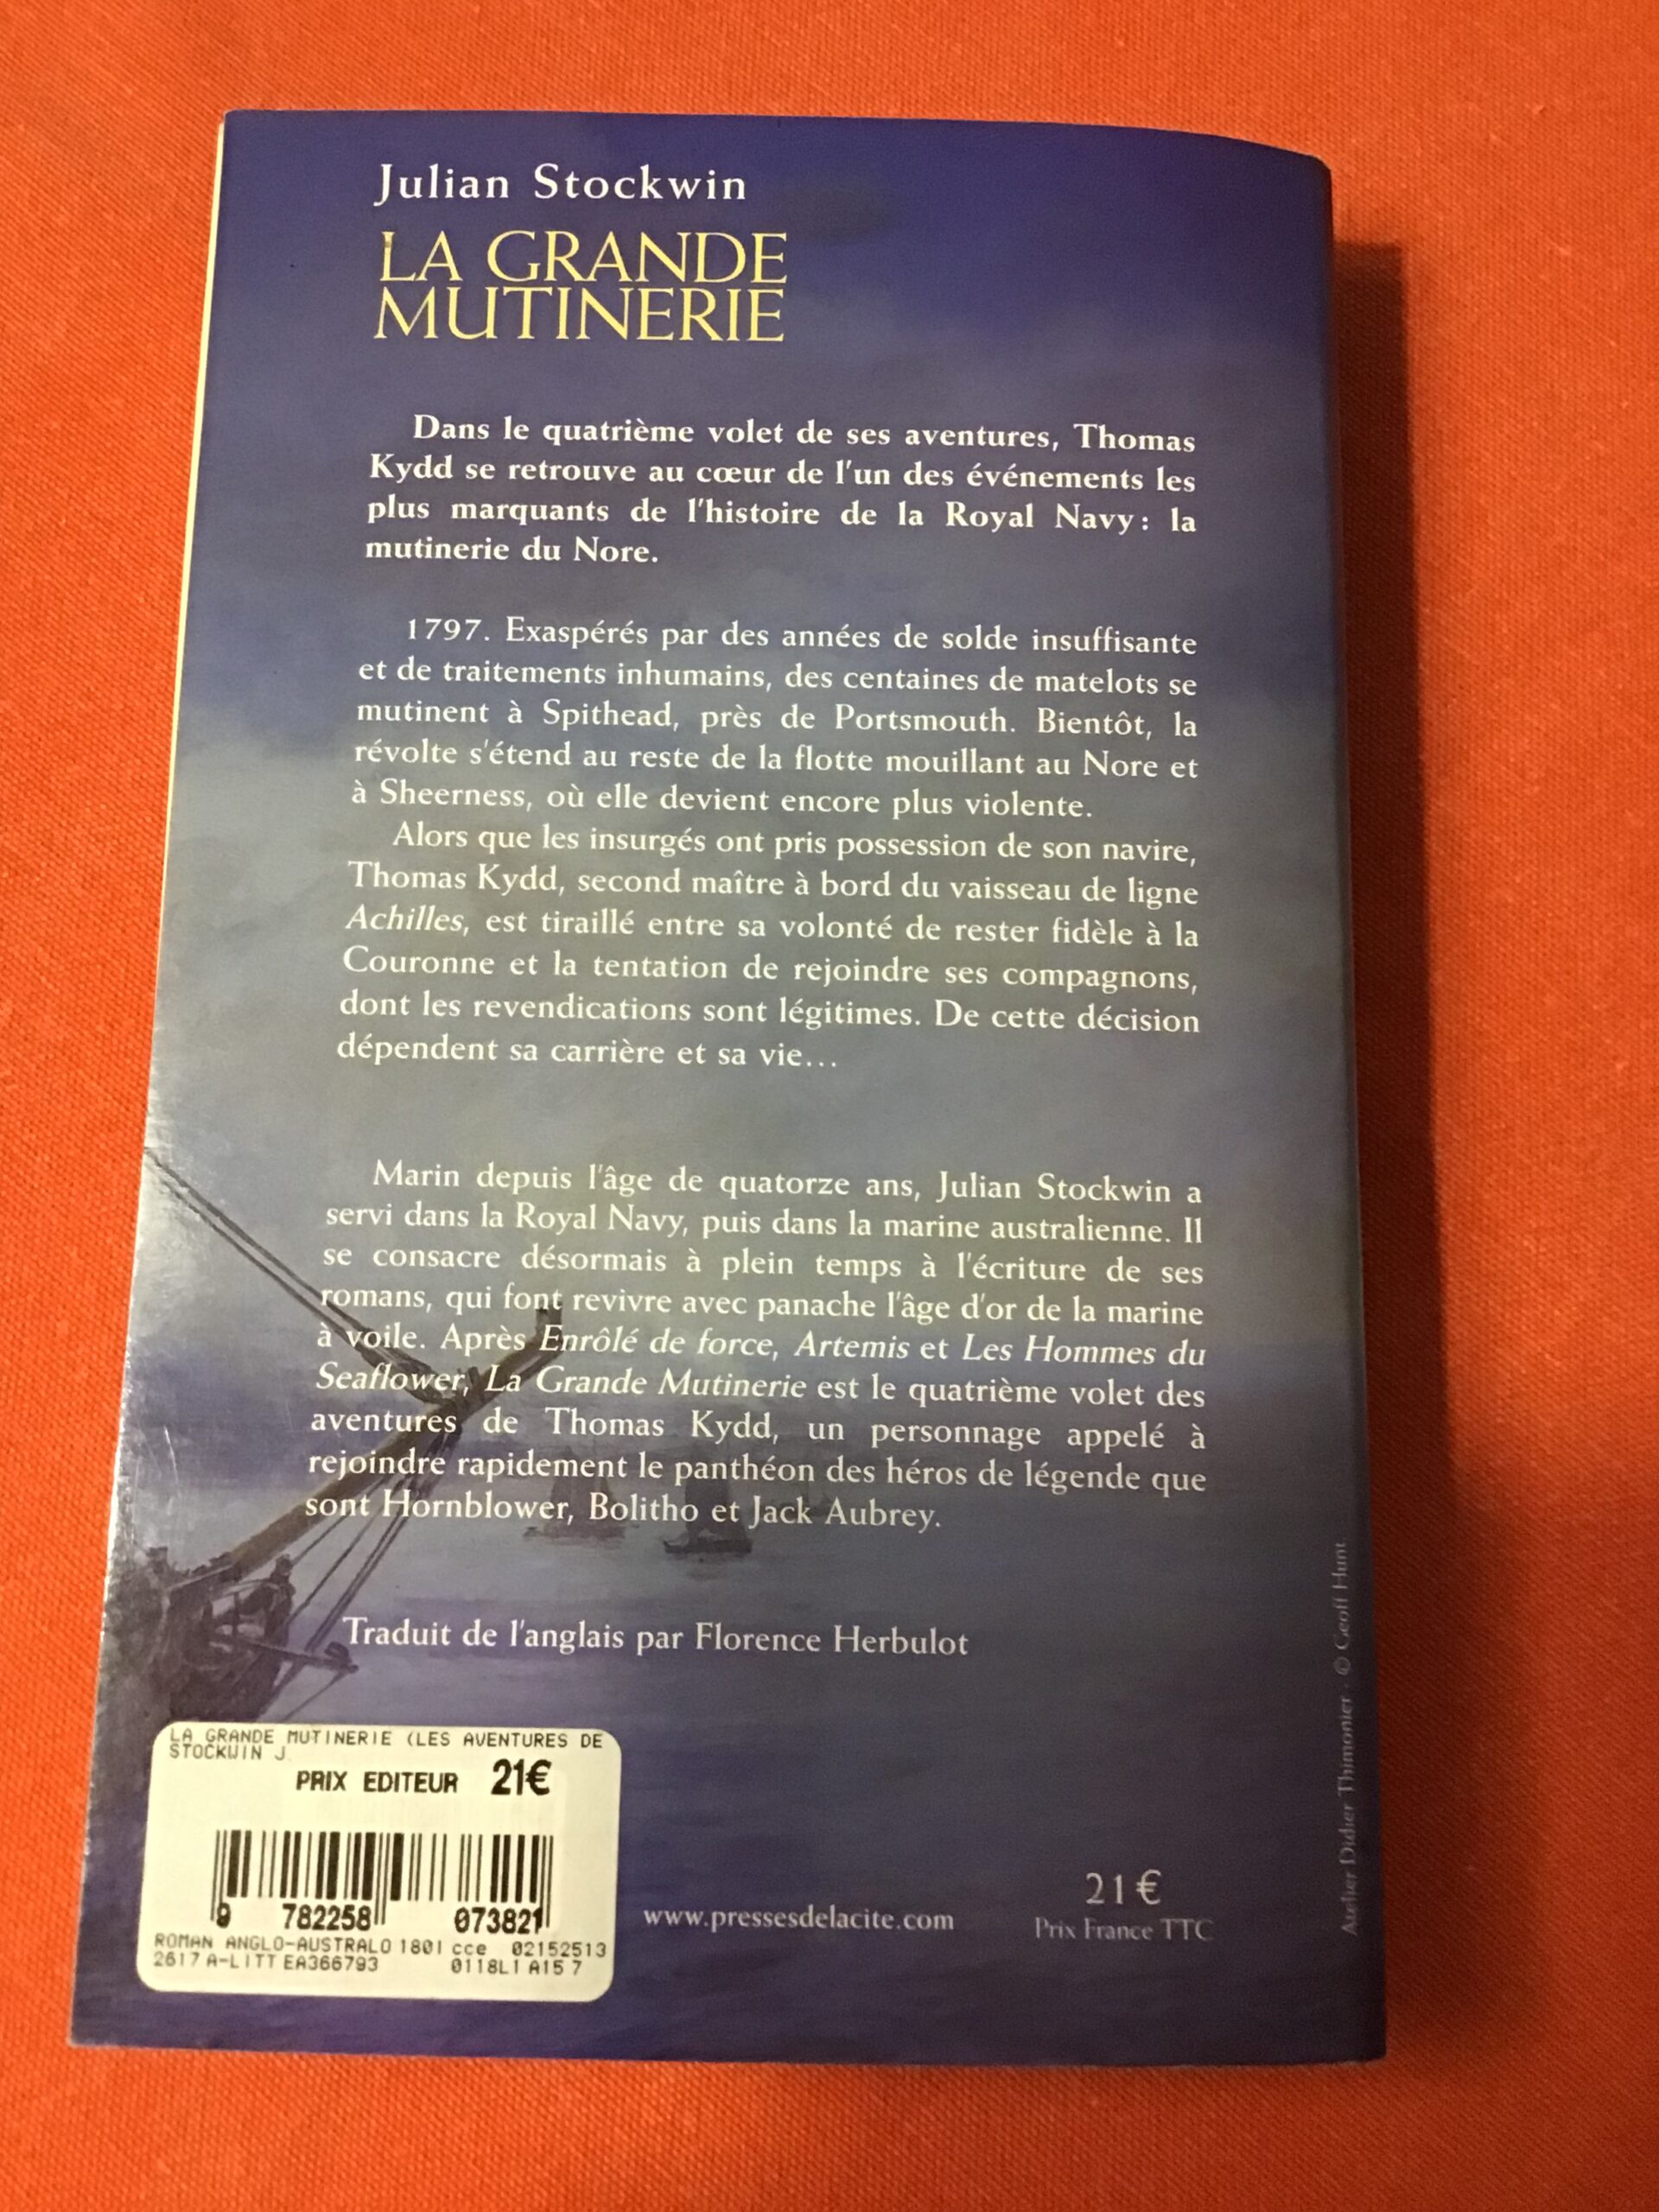 Julian Stockwin
LA GRANDE
MUTINERIE
Dans le quatrième volet de ses aventures, Thomas
Kydd se retrouve au cœur de l'un des événements les
plus marquants de l'histoire de la Royal Navy : la
mutinerie du Nore.
1797. Exaspérés par des années de solde insuffisante
et de traitements inhumains, des centaines de matelots se
mutinent à Spithead, près de Portsmouth. Bientôt, la
révolte s'étend au reste de la flotte mouillant au Nore et
à Sheerness, où elle devient encore plus violente.
Alors que les insurgés ont pris possession de son navire,
Thomas Kydd, second maître à bord du vaisseau de ligne
Achilles, est tiraillé entre sa volonté de rester fidèle à la
Couronne et la tentation de rejoindre ses compagnons,
dont les revendications sont légitimes. De cette décision
dépendent sa carrière et sa vie...
Marin depuis l'âge de quatorze ans, Julian Stockwin a
servi dans la Royal Navy, puis dans la marine australienne. Il
se consacre désormais à plein temps à l'écriture de ses
romans, qui font revivre avec panache l'âge d'or de la marine
à voile. Après Enrôlé de force, Artemis et Les Hommes du
Seaflower, La Grande Mutinerie est le quatrième volet des
aventures de Thomas Kydd, un personnage appelé à
rejoindre rapidement le panthéon des héros de légende que
sont Hornblower, Bolitho et Jack Aubrey.
Traduit de l'anglais par Florence Herbulot
LA GRANDE MUTINERIE (LES AVENTURES DE
STOCKWIN J.
PRIX EDITEUR 21€
9 782258 073821
ROMAN ANGLO-AUSTRALO 1801 cce 02152513
2617 A-LITT EA366793 0118L1 A15 7
www.pressesdelacite.com
21 €
Prix France TTC
Atelier Didier Thimonier - © Geoff Hunt